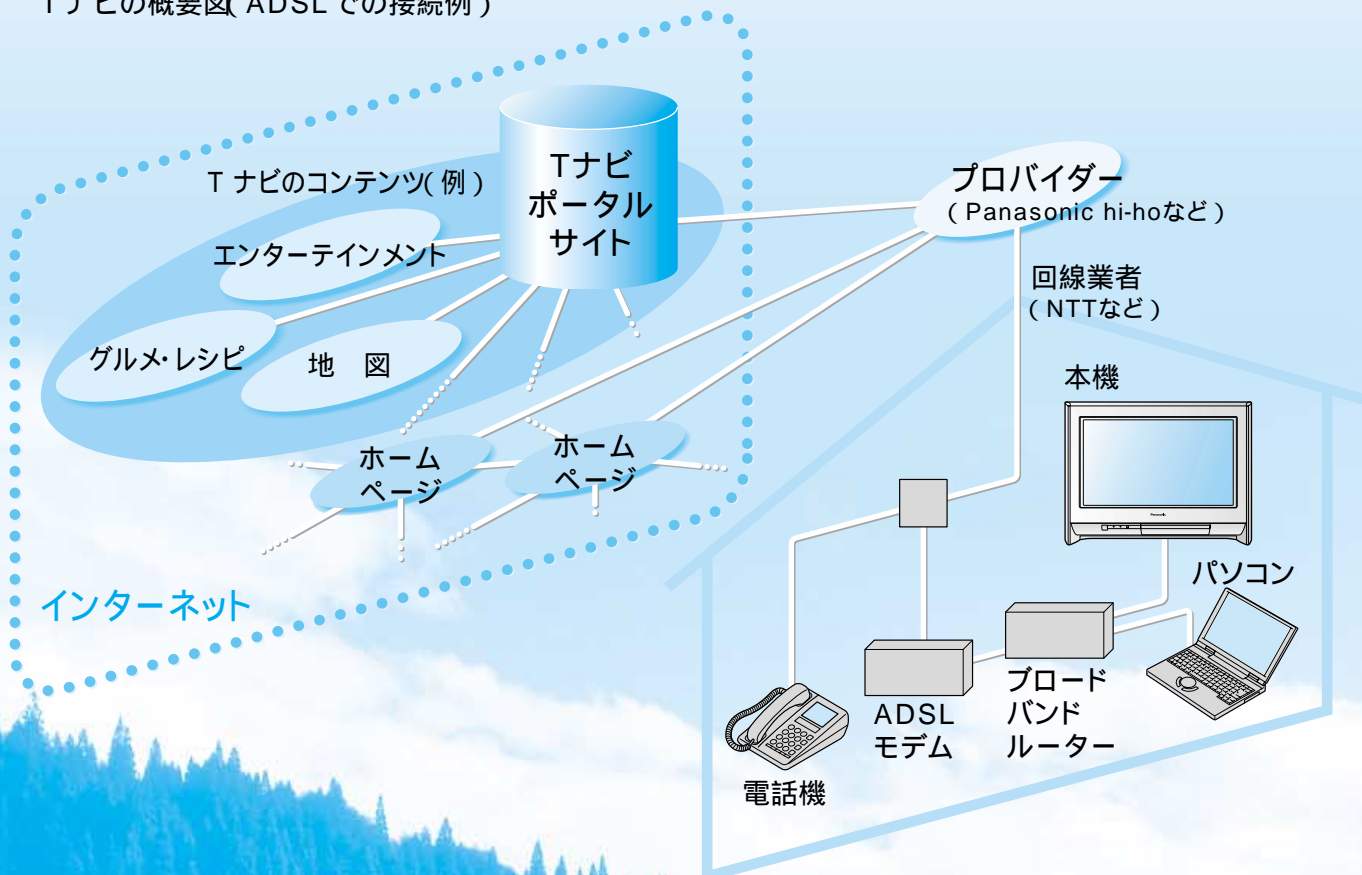 Tナビの概要図(ADSLでの接続例)
Tナビ
ポータル
サイト
Tナビのコンテンツ(例)
エンターテインメント
グルメ・レシピ
地 図
ホーム
ページ
ホーム
ページ
インターネット
プロバイダー
(Panasonic hi-hoなど)
回線業者
(NTTなど)
本機
Panasonic
パソコン
ブロード
バンド
ルーター
ADSL
モデム
電話機